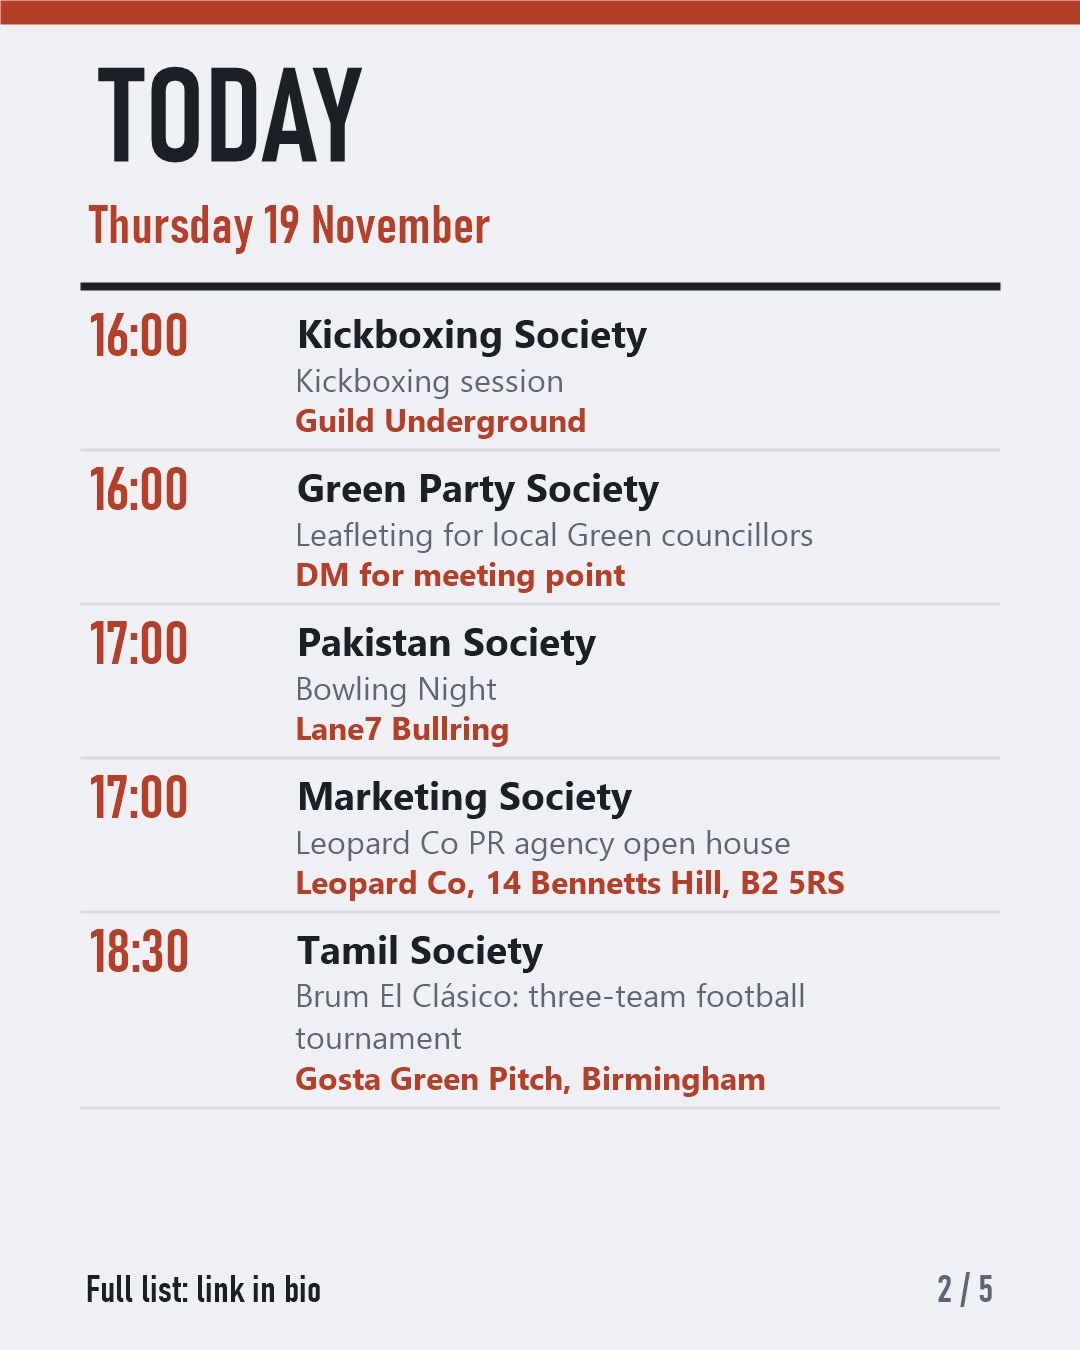 TODAY
Thursday 19 November
16:00
Kickboxing Society
Kickboxing session
Guild Underground
16:00
Green Party Society
Leafleting for local Green councillors
DM for meeting point
17:00
Pakistan Society
Bowling Night
Lane7 Bullring
17:00
Marketing Society
Leopard Co PR agency open house
Leopard Co, 14 Bennetts Hill, B2 5RS
18:30
Tamil Society
Brum El Clásico: three-team football
tournament
Gosta Green Pitch, Birmingham
Full list: link in bio
2 / 5